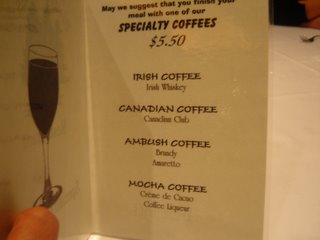 May we suggest that you finish your
meal with one of our
SPECIALTY COFFEES
$5.50
IRISH COFFEE
Irish Whiskey
CANADIAN COFFEE
Canadian Club
AMBUSH COFFEE
Brandy
Amaretto
MOCHA COFFEE
Crème de Cacao
Coffee Liqueur